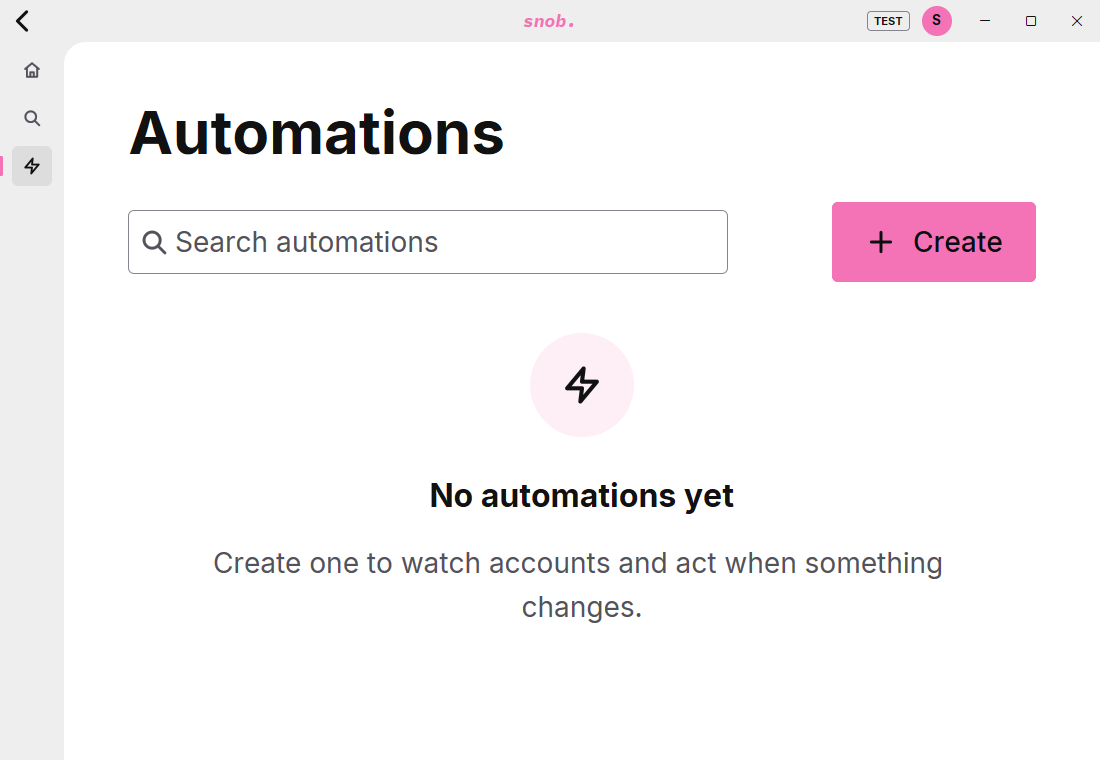 snob.
TEST
S
Automations
Search automations
Create
No automations yet
Create one to watch accounts and act when something
changes.